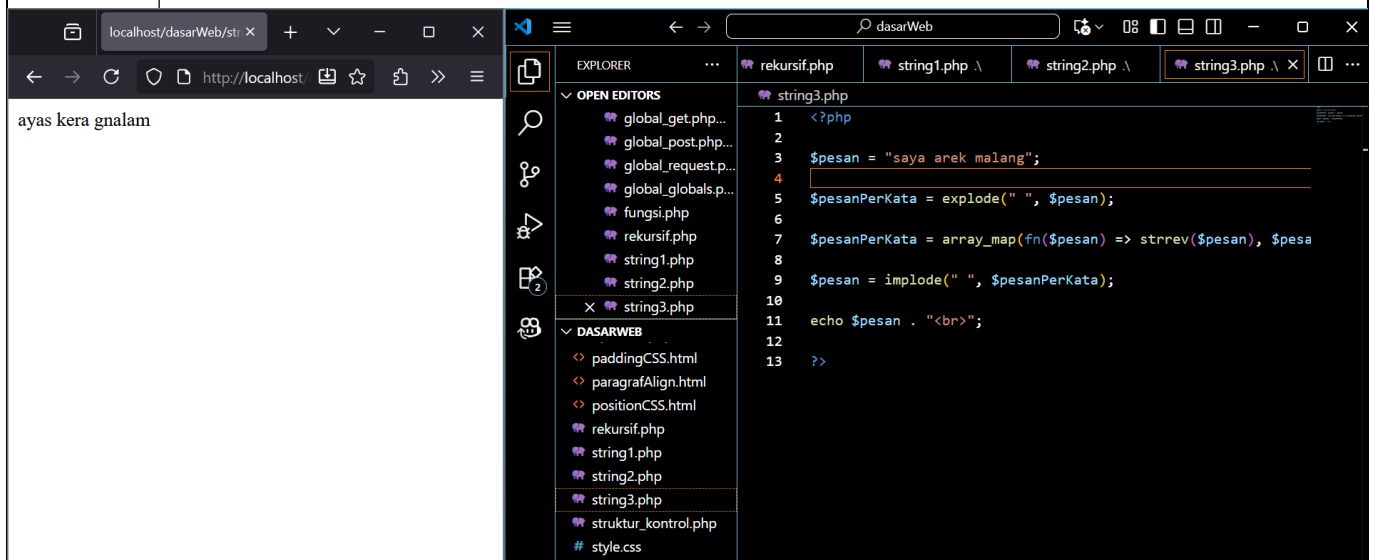 localhost/dasarWeb/str
http://localhost/
ayas kera gnalam
dasarWeb
EXPLORER
rekursif.php
string1.php .\
string2.php .\
string3.php .\
OPEN EDITORS
global_get.php...
global_post.php...
global_request.p...
global_globals.p...
fungsi.php
rekursif.php
string1.php
string2.php
string3.php
DASARWEB
paddingCSS.html
paragrafAlign.html
positionCSS.html
rekursif.php
string1.php
string2.php
string3.php
struktur_kontrol.php
# style.css
2
string3.php
1 <?php
2
3 $pesan = "saya arek malang";
4
5 $pesanPerKata = explode(" ", $pesan);
6
7 $pesanPerKata = array_map(fn($pesan) => strrev($pesan), $pesa
8
9 $pesan = implode(" ", $pesanPerKata);
10
11 echo $pesan . "<br>";
12
13 ?>